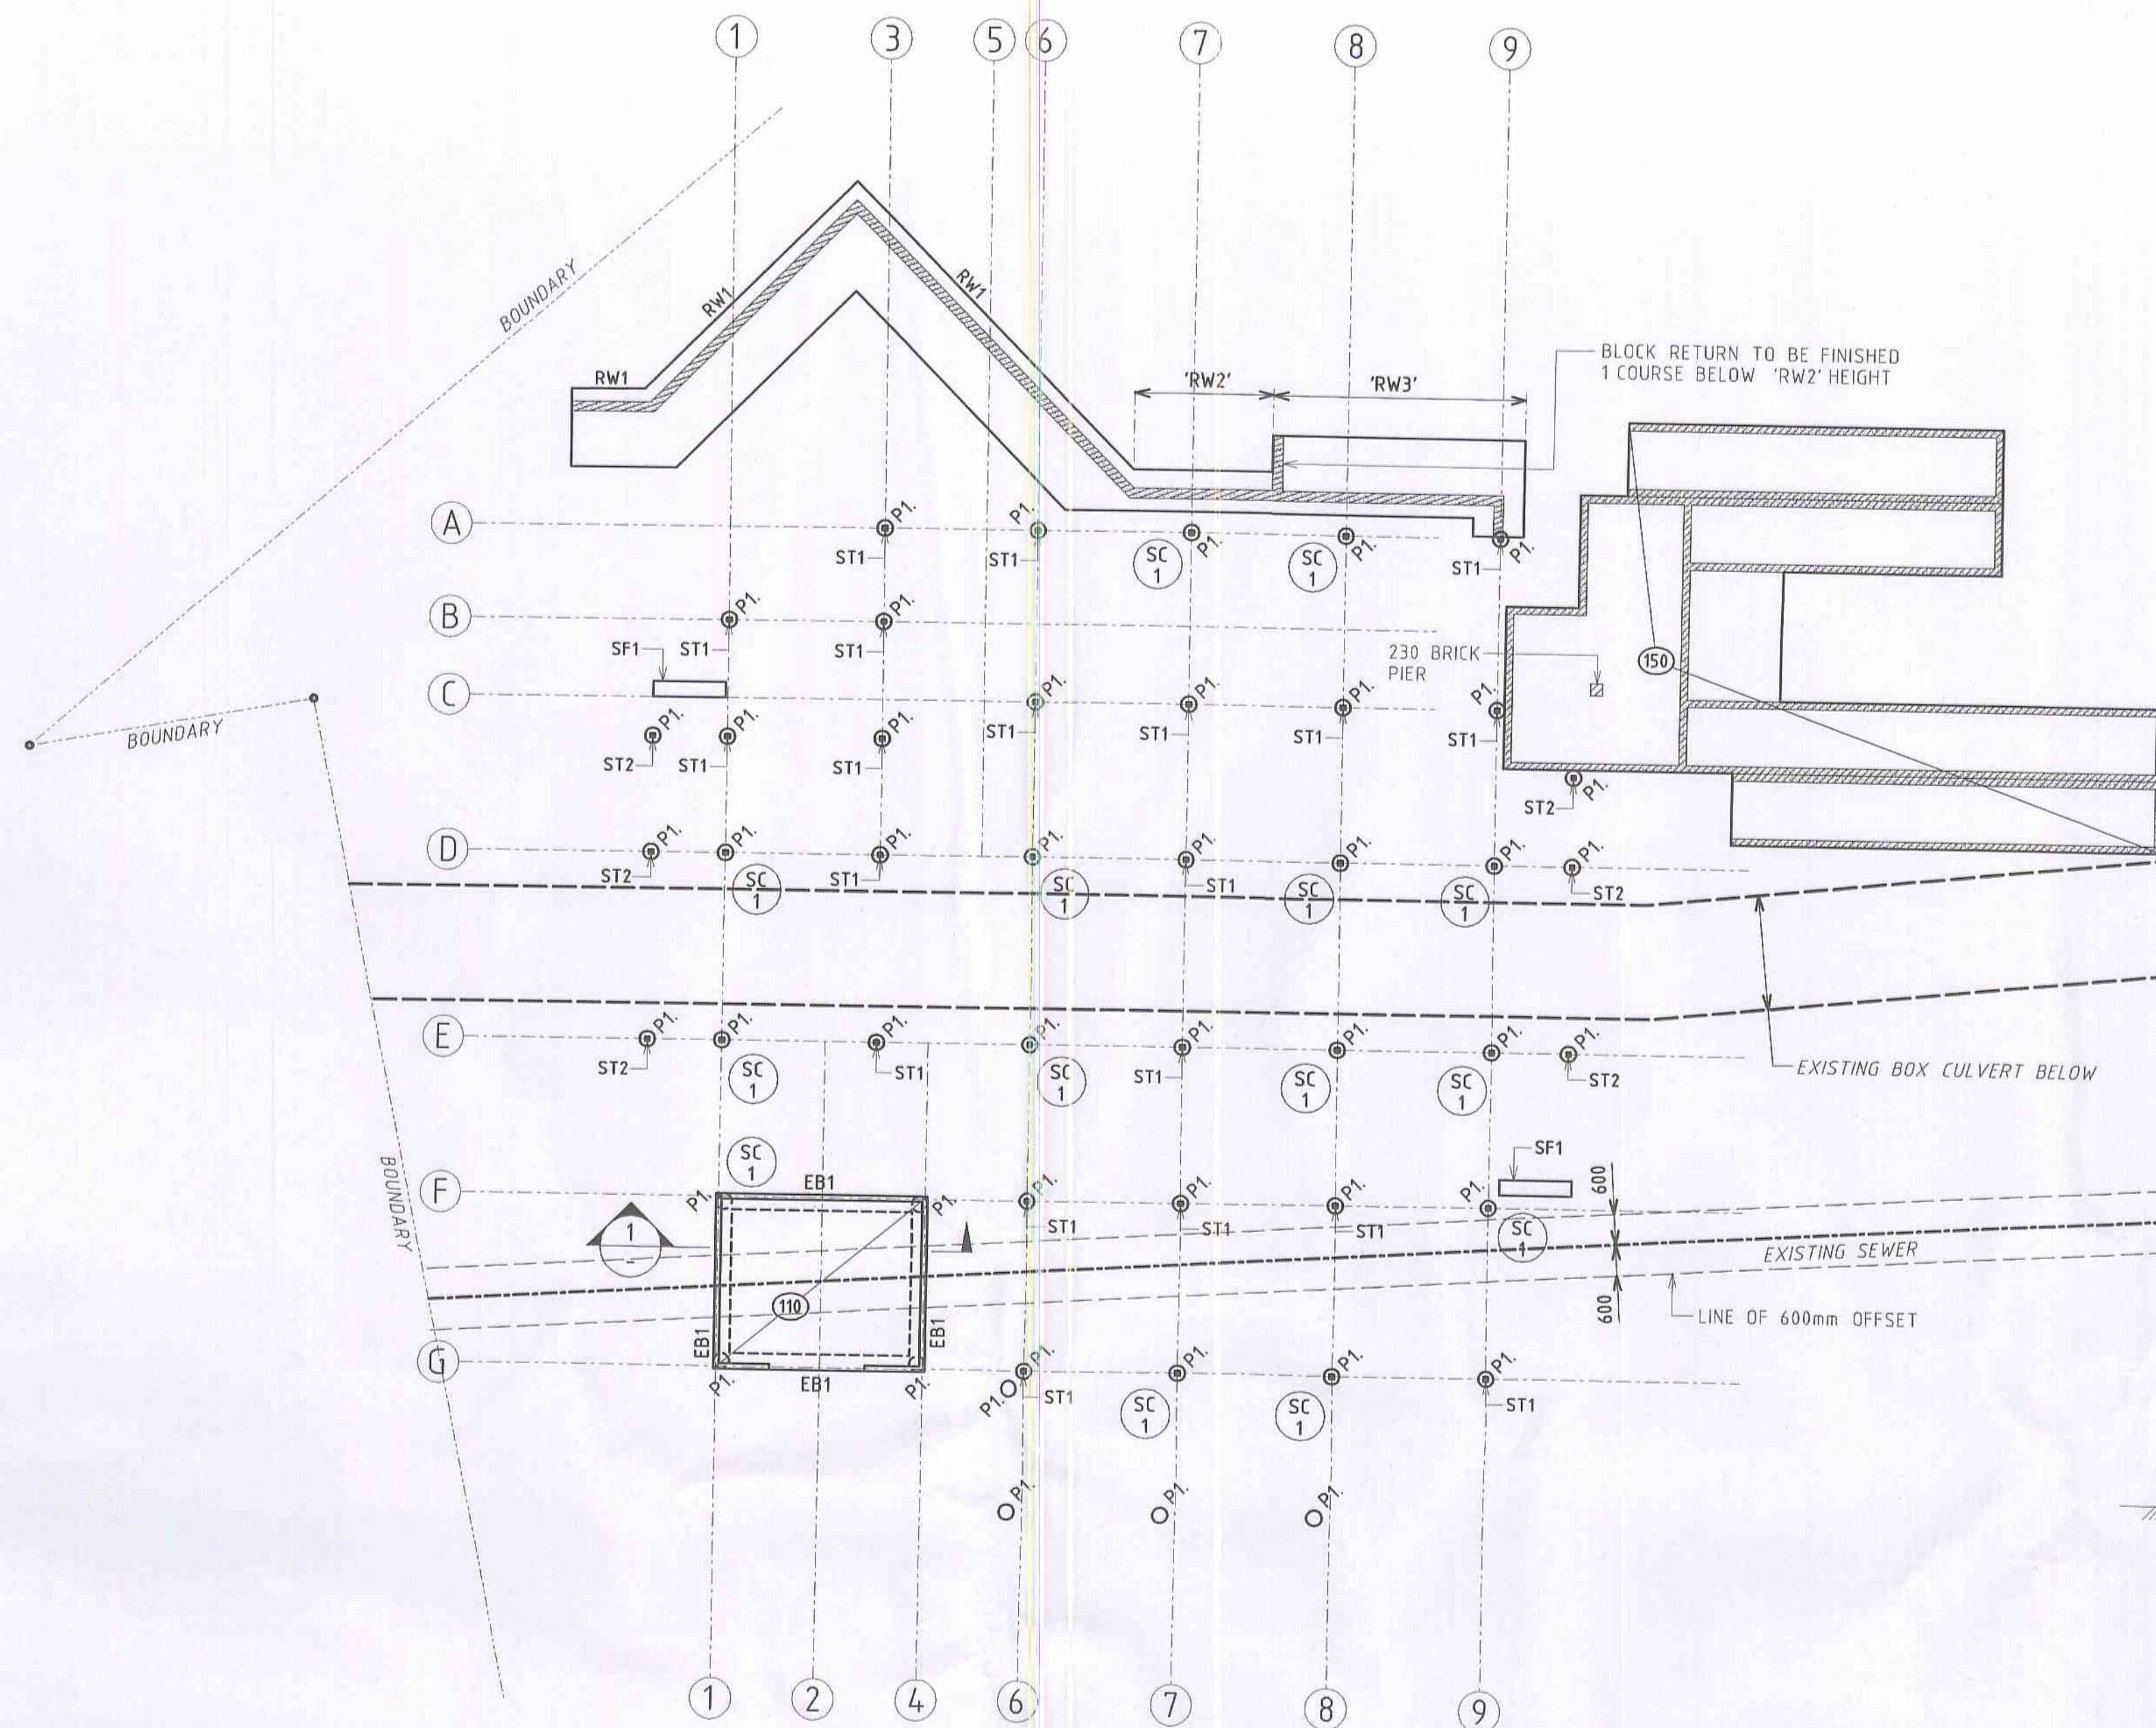 1 3 5 6 7 8 9
BOUNDARY
RW1
RW1
RW1
'RW2' 'RW3'
BLOCK RETURN TO BE FINISHED
1 COURSE BELOW 'RW2' HEIGHT
A P1. P1. P1. P1. P1.
ST1 ST1 SC SC ST1
1 1
B P1. P1.
SF1 ST1 ST1
230 BRICK
PIER
150
C P1. P1. P1. P1.
ST1 ST1 ST1 ST1
BOUNDARY
P1. P1. P1.
ST2 ST1 ST1
P1.
ST2
D P1. P1. P1. P1. P1. P1. P1. P1.
ST2 SC ST1 SC ST1 SC SC ST2
1 1 1 1
E P1. P1. P1. P1. P1. P1. P1. P1.
ST2 SC ST1 SC ST1 SC SC ST2
1 1 1 1
EXISTING BOX CULVERT BELOW
BOUNDARY
SC
1
SF1
600
F P1. EB1 P1. P1. P1. P1. P1.
ST1 ST1 ST1 SC
1
1
-
EXISTING SEWER
110
600
LINE OF 600mm OFFSET
EB1 EB1
G P1. P1. P1. P1.
P1. EB1 P1. P1. ST1 SC SC ST1
1 1
P1. P1. P1.
1 2 4 6 7 8 9